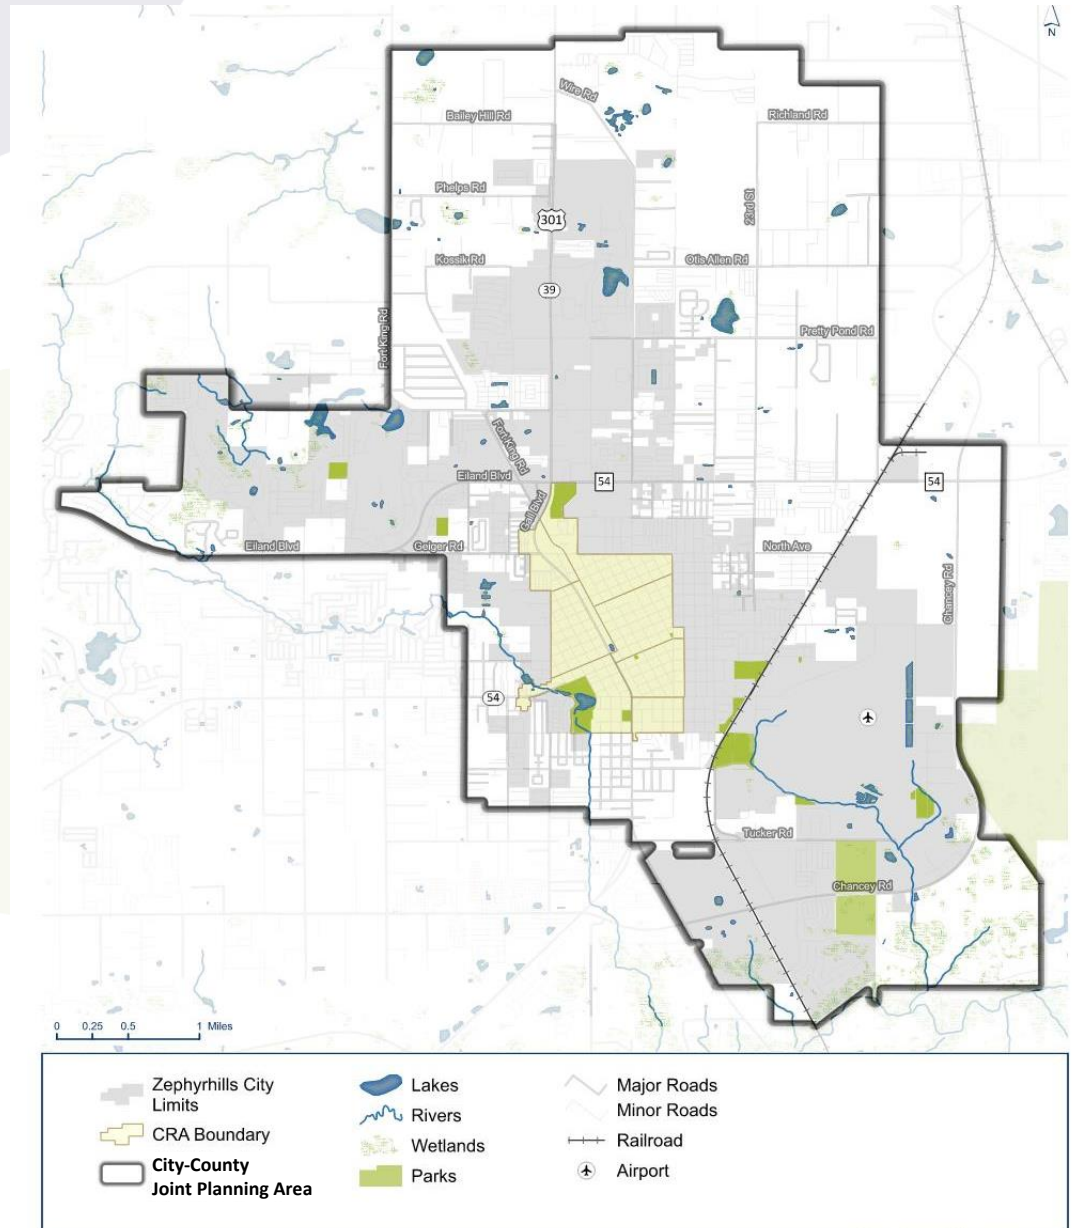 N
Wire Rd
Bailey Hill Rd
Richland Rd
Phelps Rd
23rd St
301
Kossik Rd
Otis Allen Rd
39
Fort King Rd
Pretty Pond Rd
Fort King Rd
Eiland Blvd
54
54
Gall Blvd
Eiland Blvd
Geiger Rd
North Ave
Chancey Rd
54
Tucker Rd
Chancey Rd
0 0.25 0.5 1 Miles
Zephyrhills City
Limits
CRA Boundary
City-County
Joint Planning Area
Lakes
Rivers
Wetlands
Parks
Major Roads
Minor Roads
Railroad
Airport